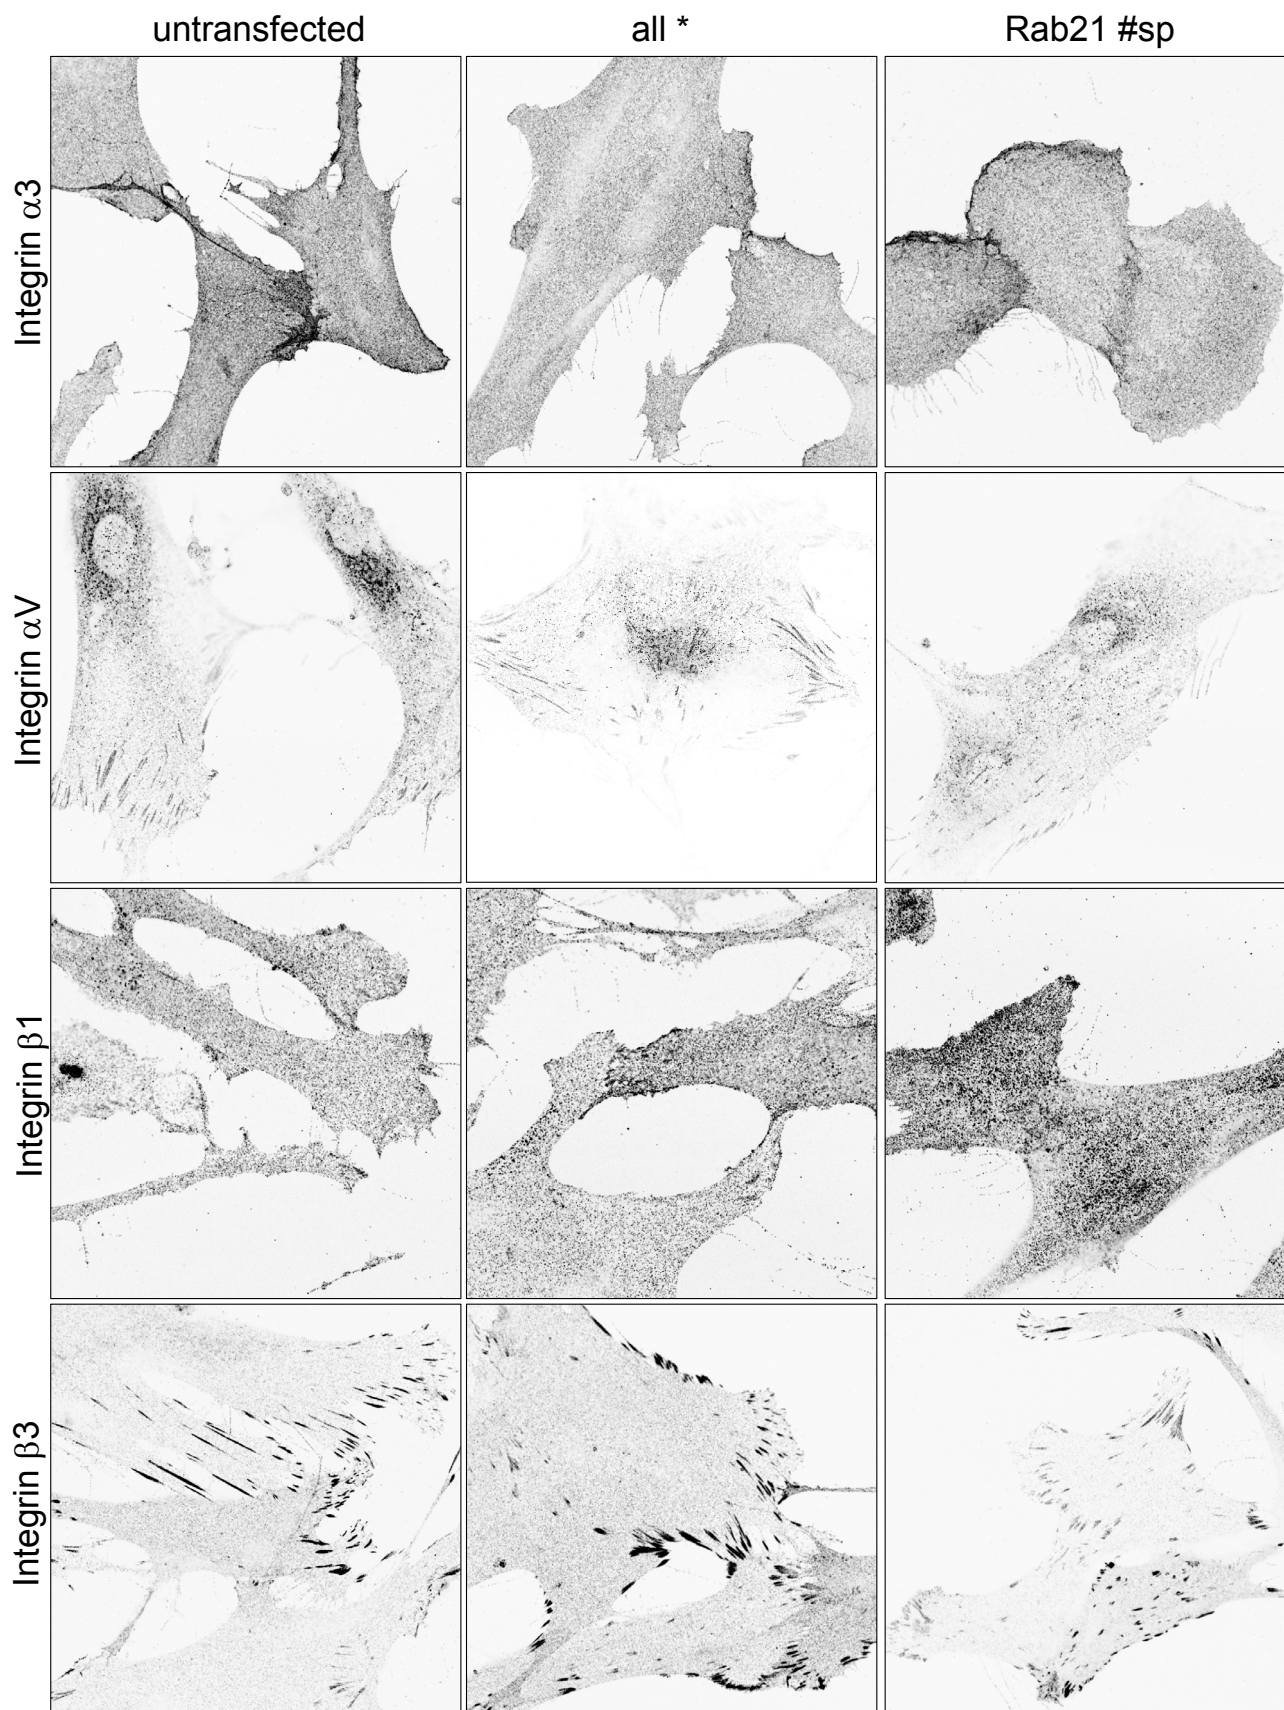 untransfected
all *
Rab21 #sp
Integrin α3
Integrin αV
Integrin β1
Integrin β3